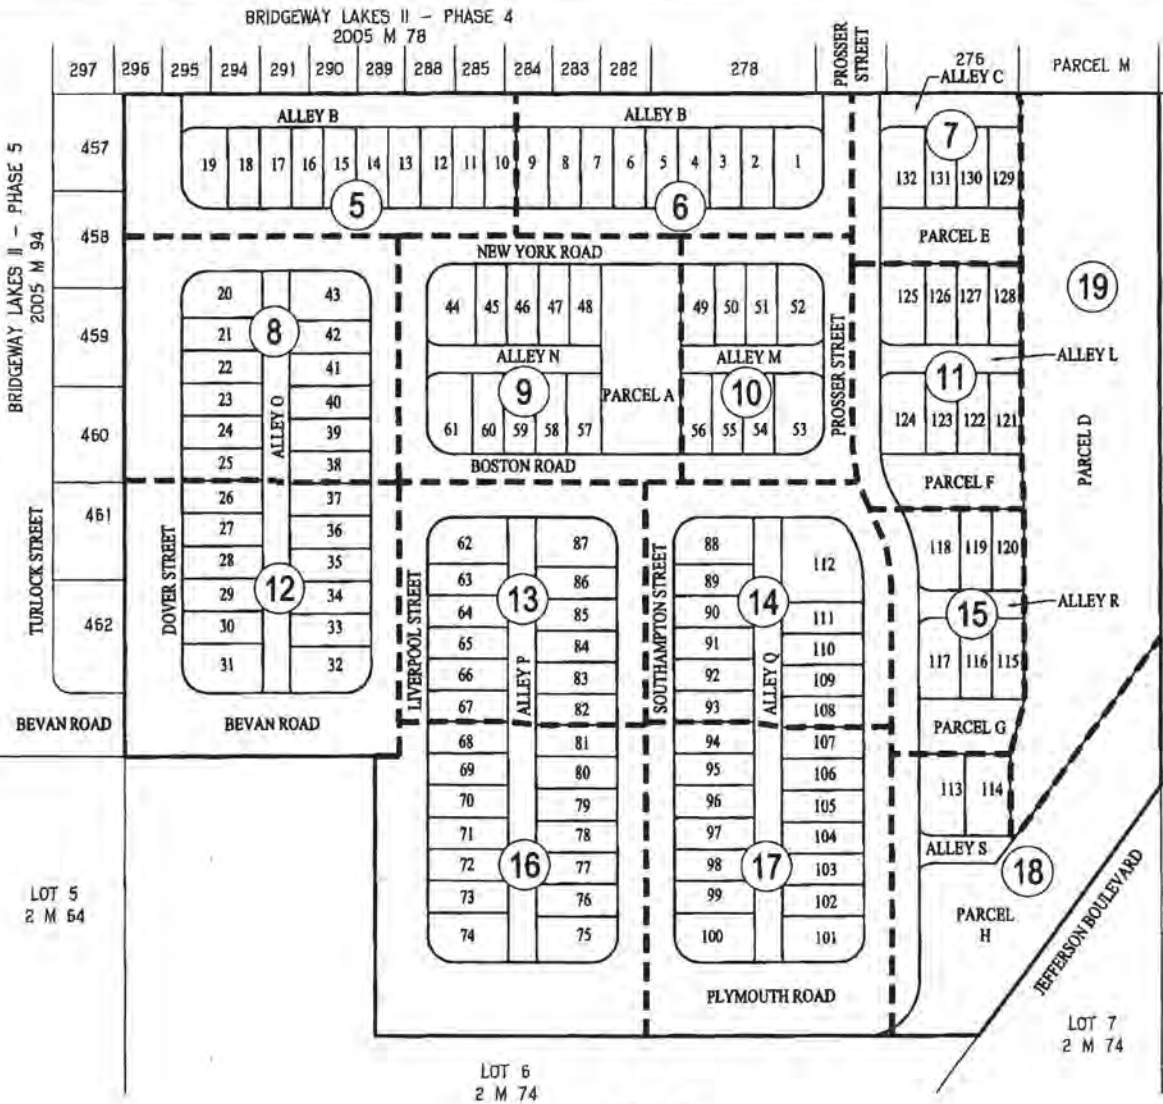 BRIDGEWAY LAKES II - PHASE 4
2005 M 78
PROSSER
STREET
297 296 295 294 291 290 289 288 285 284 283 282 278 276 PARCEL M
ALLEY C
BRIDGEWAY LAKES II - PHASE 5
2005 M 94
457
458
459
460
461
462
ALLEY B
ALLEY B
7
19 18 17 16 15 14 13 12 11 10 9 8 7 6 5 4 3 2 1
132 131 130 129
5
6
PARCEL E
NEW YORK ROAD
20 43
8
21 42
22 41
23 40
24 39
25 38
26 37
27 36
28 35
29 34
30 33
31 32
ALLEY O
12
44 45 46 47 48
49 50 51 52
ALLEY N
ALLEY M
9
PARCEL A
10
61 60 59 58 57
56 55 54 53
BOSTON ROAD
PROSSER STREET
125 126 127 128
11
ALLEY L
124 123 122 121
PARCEL F
19
PARCEL D
TURLOCK STREET
DOVER STREET
LIVERPOOL STREET
SOUTHAMPTON STREET
62 87
63 86
13
64 85
65 84
66 83
67 82
ALLEY P
68 81
69 80
70 79
71 78
72 77
16
73 76
74 75
88 112
89
14
90 111
91 110
92 109
93 108
ALLEY Q
94 107
95 106
96 105
97 104
98 103
17
99 102
100 101
118 119 120
15
ALLEY R
117 116 115
PARCEL G
113 114
ALLEY S
18
PARCEL
H
JEFFERSON BOULEVARD
BEVAN ROAD
BEVAN ROAD
PLYMOUTH ROAD
LOT 5
2 M 64
LOT 6
2 M 74
LOT 7
2 M 74